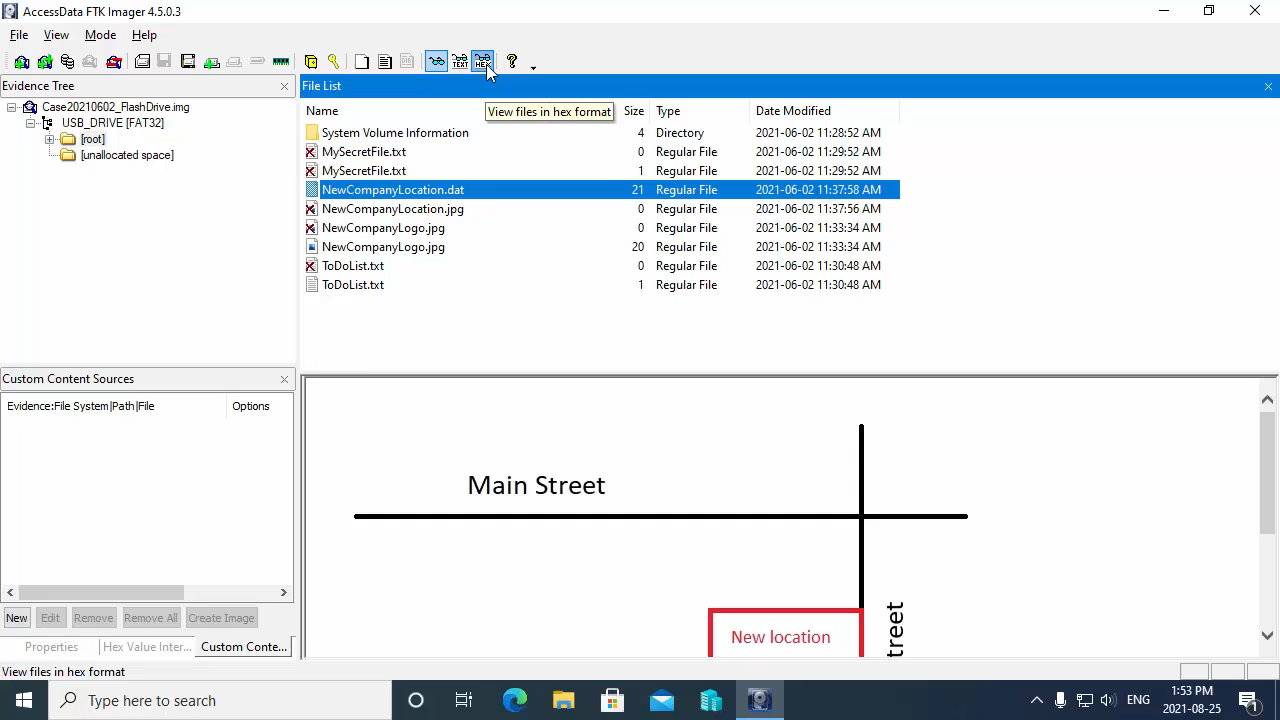 AccessData FTK Imager 4.5.0.3
File View Mode Help
TEXT HEX DIR ?
Evidence Tree
Case20210602_FlashDrive.img
USB_DRIVE [FAT32]
[root]
[unallocated space]
File List
Name Size Type Date Modified
View files in hex format
System Volume Information 4 Directory 2021-06-02 11:28:52 AM
MySecretFile.txt 0 Regular File 2021-06-02 11:29:52 AM
MySecretFile.txt 1 Regular File 2021-06-02 11:29:52 AM
NewCompanyLocation.dat 21 Regular File 2021-06-02 11:37:58 AM
NewCompanyLocation.jpg 0 Regular File 2021-06-02 11:37:56 AM
NewCompanyLogo.jpg 0 Regular File 2021-06-02 11:33:34 AM
NewCompanyLogo.jpg 20 Regular File 2021-06-02 11:33:34 AM
ToDoList.txt 0 Regular File 2021-06-02 11:30:48 AM
ToDoList.txt 1 Regular File 2021-06-02 11:30:48 AM
Custom Content Sources
Evidence:File System|Path|File Options
New Edit Remove Remove All Create Image
Properties Hex Value Inter... Custom Conte...
Main Street
New location
treet
View files in hex format
Type here to search
ENG
1:53 PM
2021-08-25
1